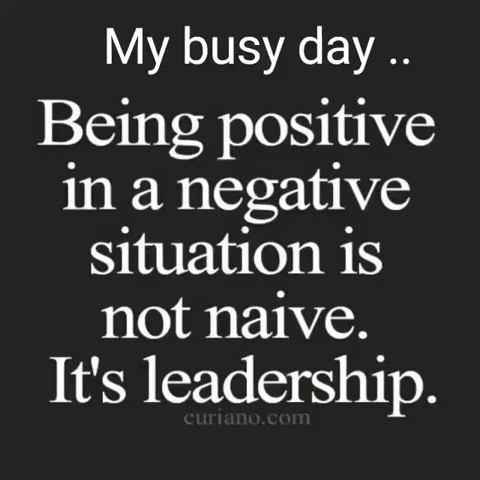 My busy day ..
Being positive
in a negative
situation is
not naive.
It's leadership.
curiano.com